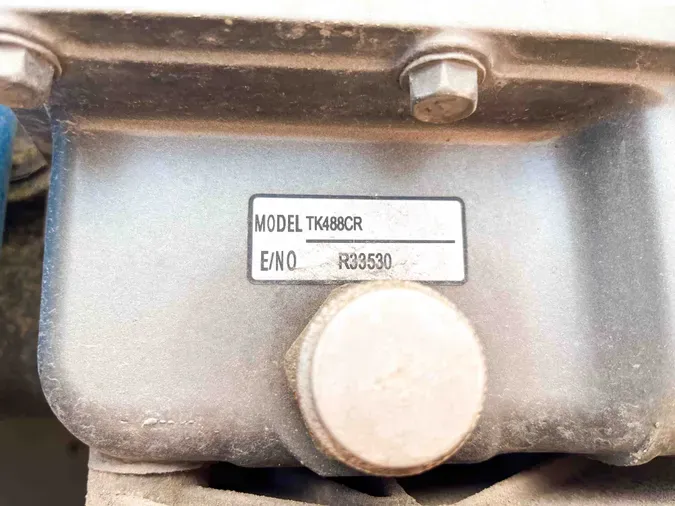 MODEL TK488CR
E/NO R33530